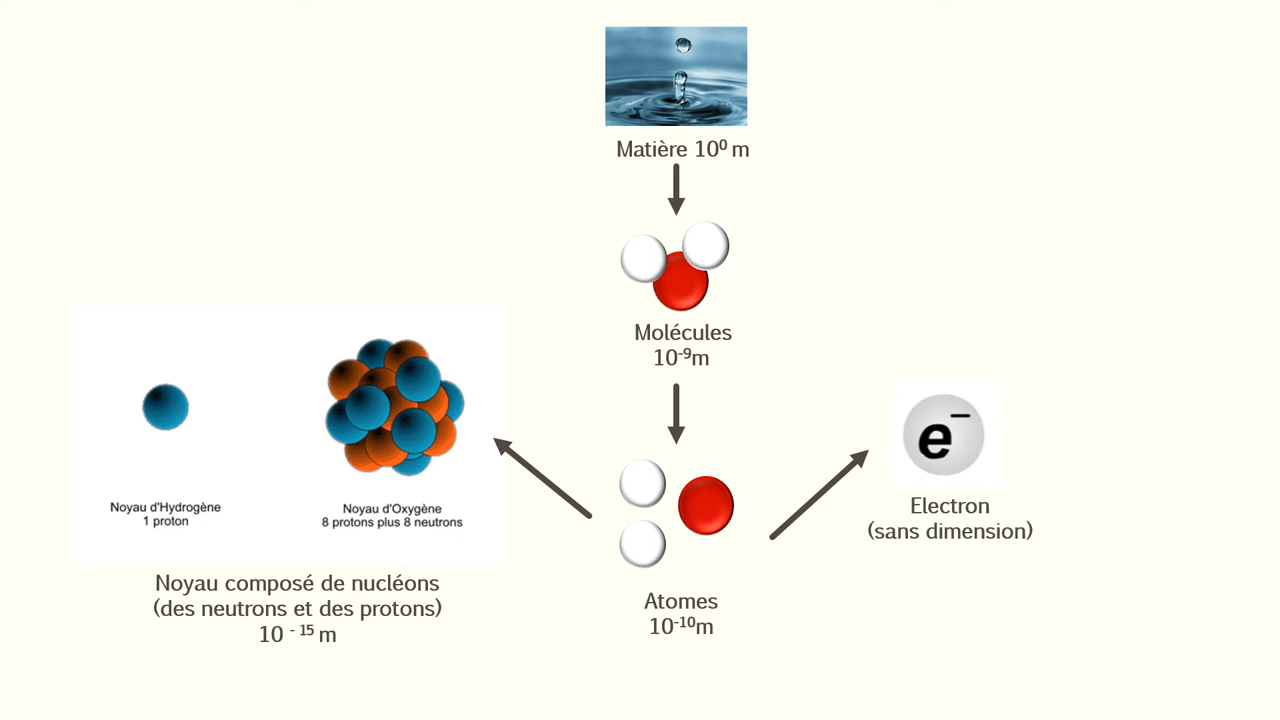 Matière 10⁰ m
Molécules
10⁻⁹m
Noyau d'Hydrogène
1 proton
Noyau d'Oxygène
8 protons plus 8 neutrons
e⁻
Electron
(sans dimension)
Noyau composé de nucléons
(des neutrons et des protons)
10 ⁻ ¹⁵ m
Atomes
10⁻¹⁰m